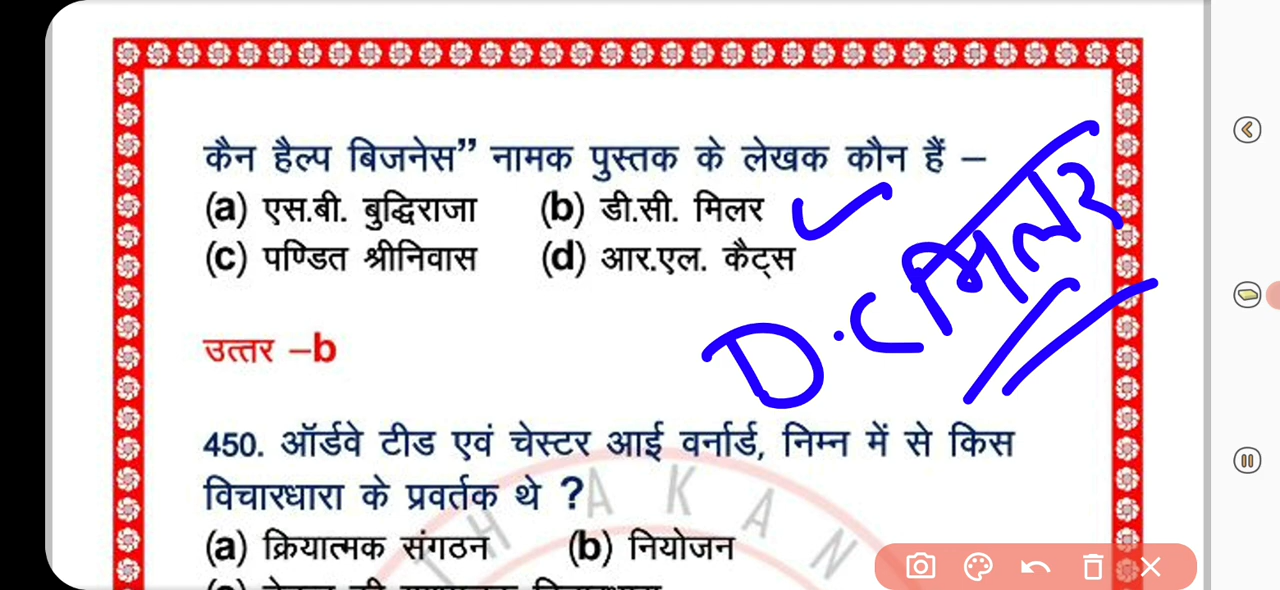 कैन हैल्प बिजनेस” नामक पुस्तक के लेखक कौन हैं –
(a) एस.बी. बुद्धिराजा (b) डी.सी. मिलर
(c) पण्डित श्रीनिवास (d) आर.एल. कैट्स
D.C मिलर
उत्तर –b
450. ऑर्डवे टीड एवं चेस्टर आई वर्नार्ड, निम्न में से किस
विचारधारा के प्रवर्तक थे ?
(a) क्रियात्मक संगठन (b) नियोजन